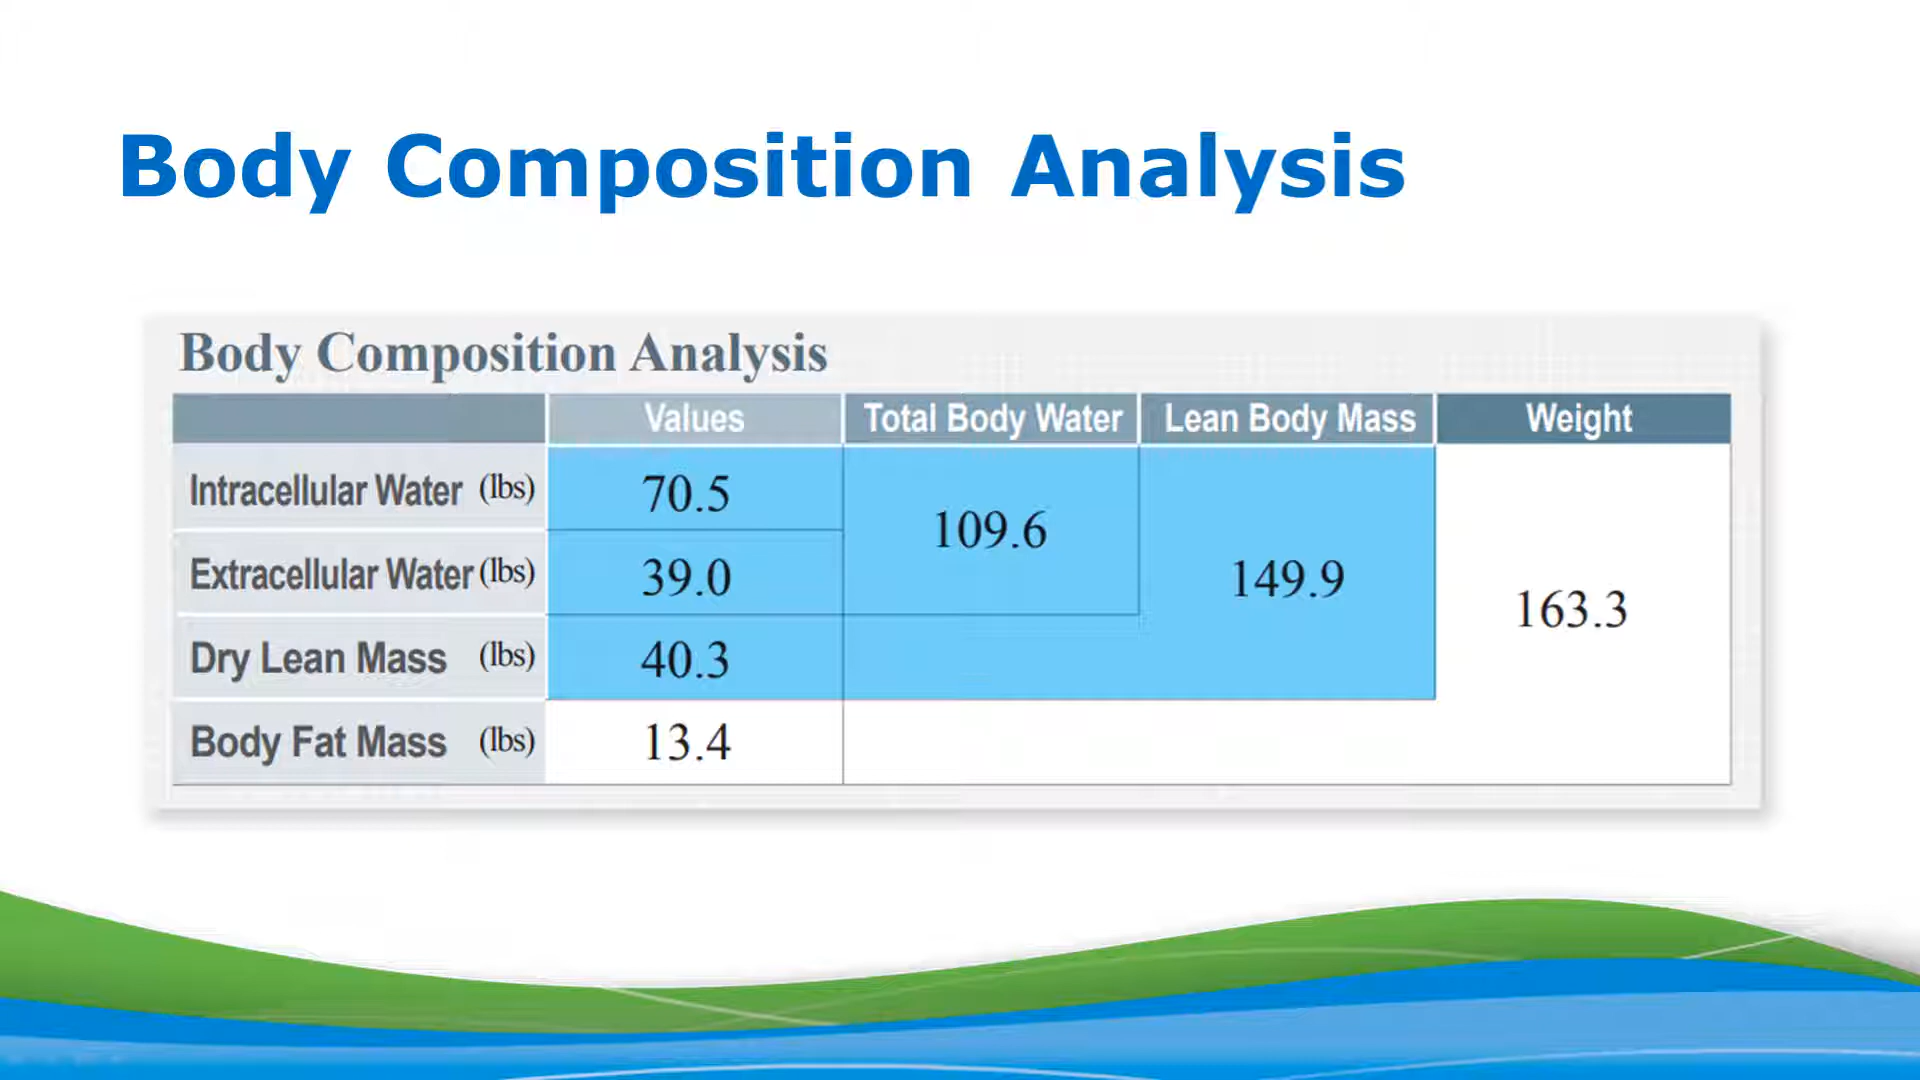 Body Composition Analysis
Body Composition Analysis
Values Total Body Water Lean Body Mass Weight
Intracellular Water (lbs) 70.5
109.6
Extracellular Water (lbs) 39.0
149.9
163.3
Dry Lean Mass (lbs) 40.3
Body Fat Mass (lbs) 13.4